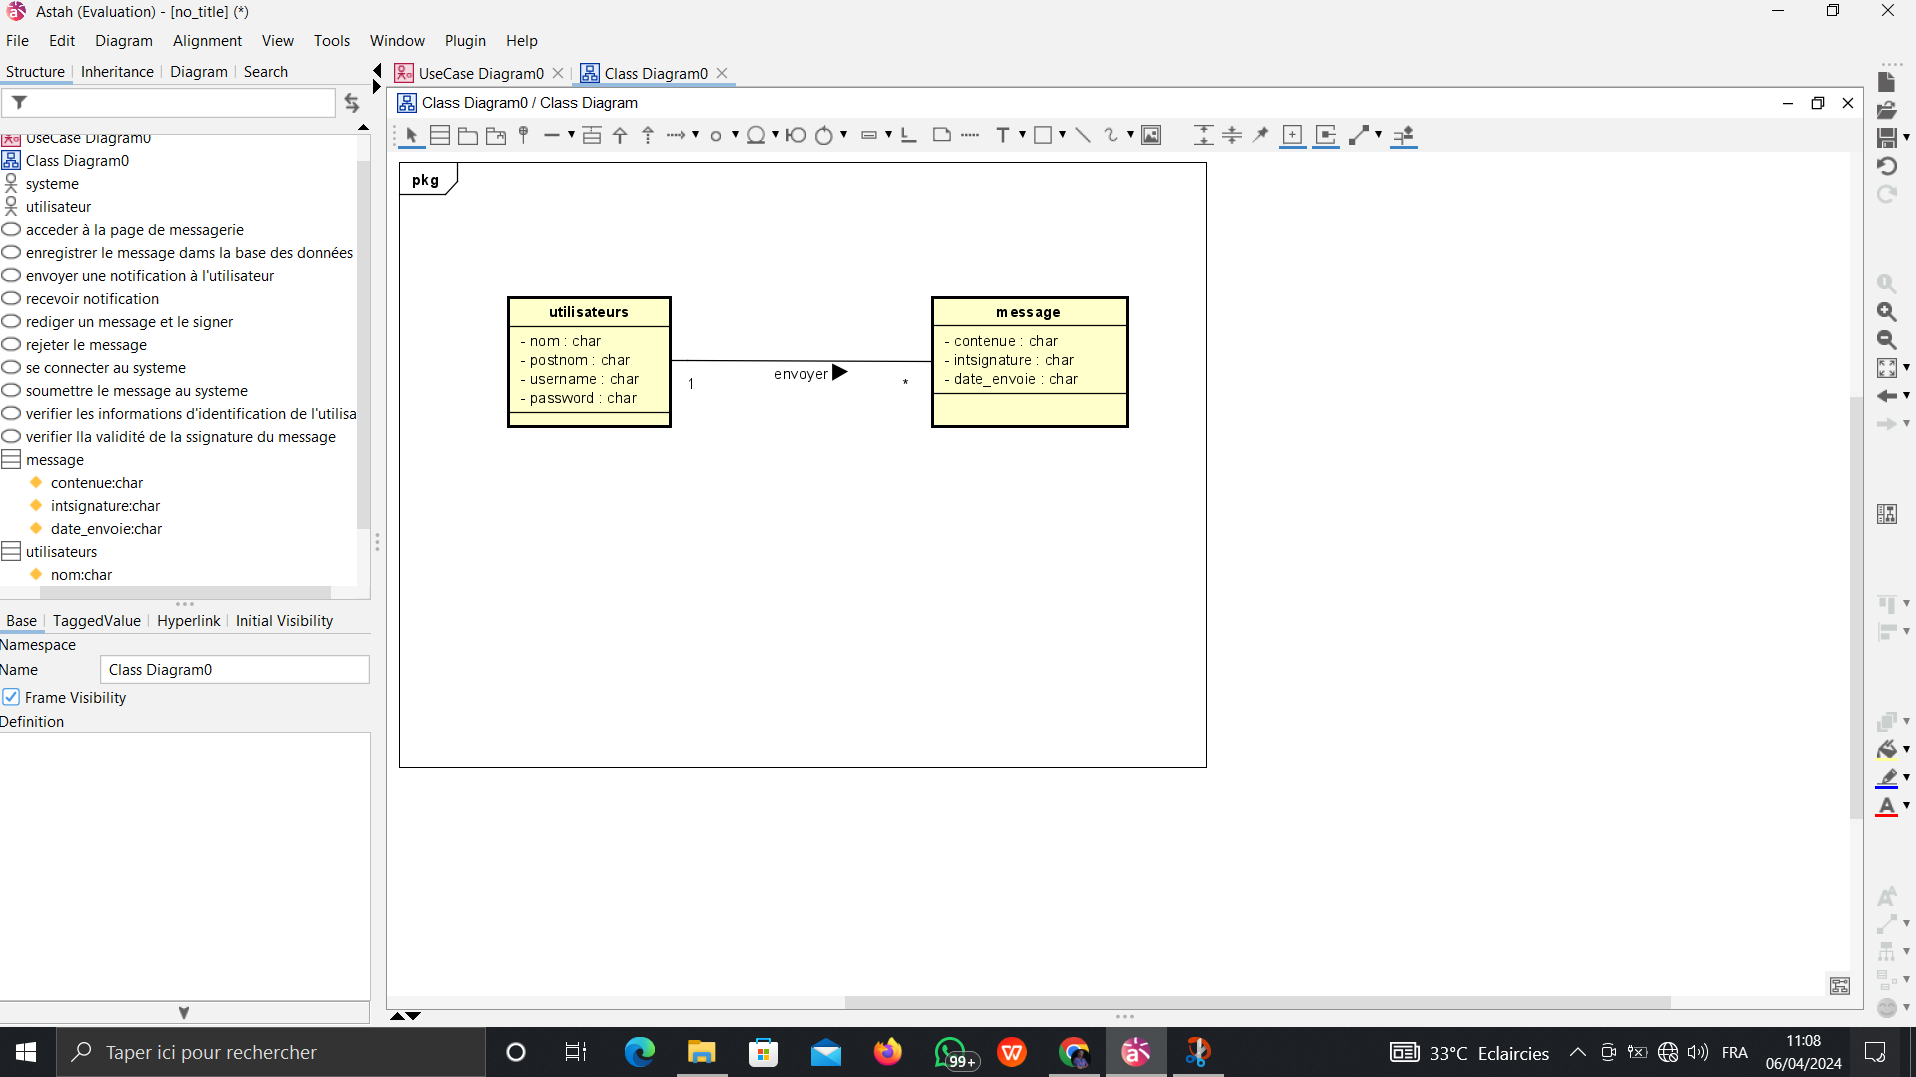 Astah (Evaluation) - [no_title] (*)
File Edit Diagram Alignment View Tools Window Plugin Help
Structure Inheritance Diagram Search
UseCase Diagram0
Class Diagram0
systeme
utilisateur
acceder à la page de messagerie
enregistrer le message dams la base des données
envoyer une notification à l'utilisateur
recevoir notification
rediger un message et le signer
rejeter le message
se connecter au systeme
soumettre le message au systeme
verifier les informations d'identification de l'utilisa
verifier lla validité de la ssignature du message
message
contenue:char
intsignature:char
date_envoie:char
utilisateurs
nom:char
Base TaggedValue Hyperlink Initial Visibility
Namespace
Name Class Diagram0
Frame Visibility
Definition
UseCase Diagram0 Class Diagram0
Class Diagram0 / Class Diagram
T
pkg
utilisateurs
- nom : char
- postnom : char
- username : char
- password : char
1
envoyer
*
message
- contenue : char
- intsignature : char
- date_envoie : char
A
Taper ici pour rechercher
99+
W
33°C Eclaircies
FRA
11:08
06/04/2024